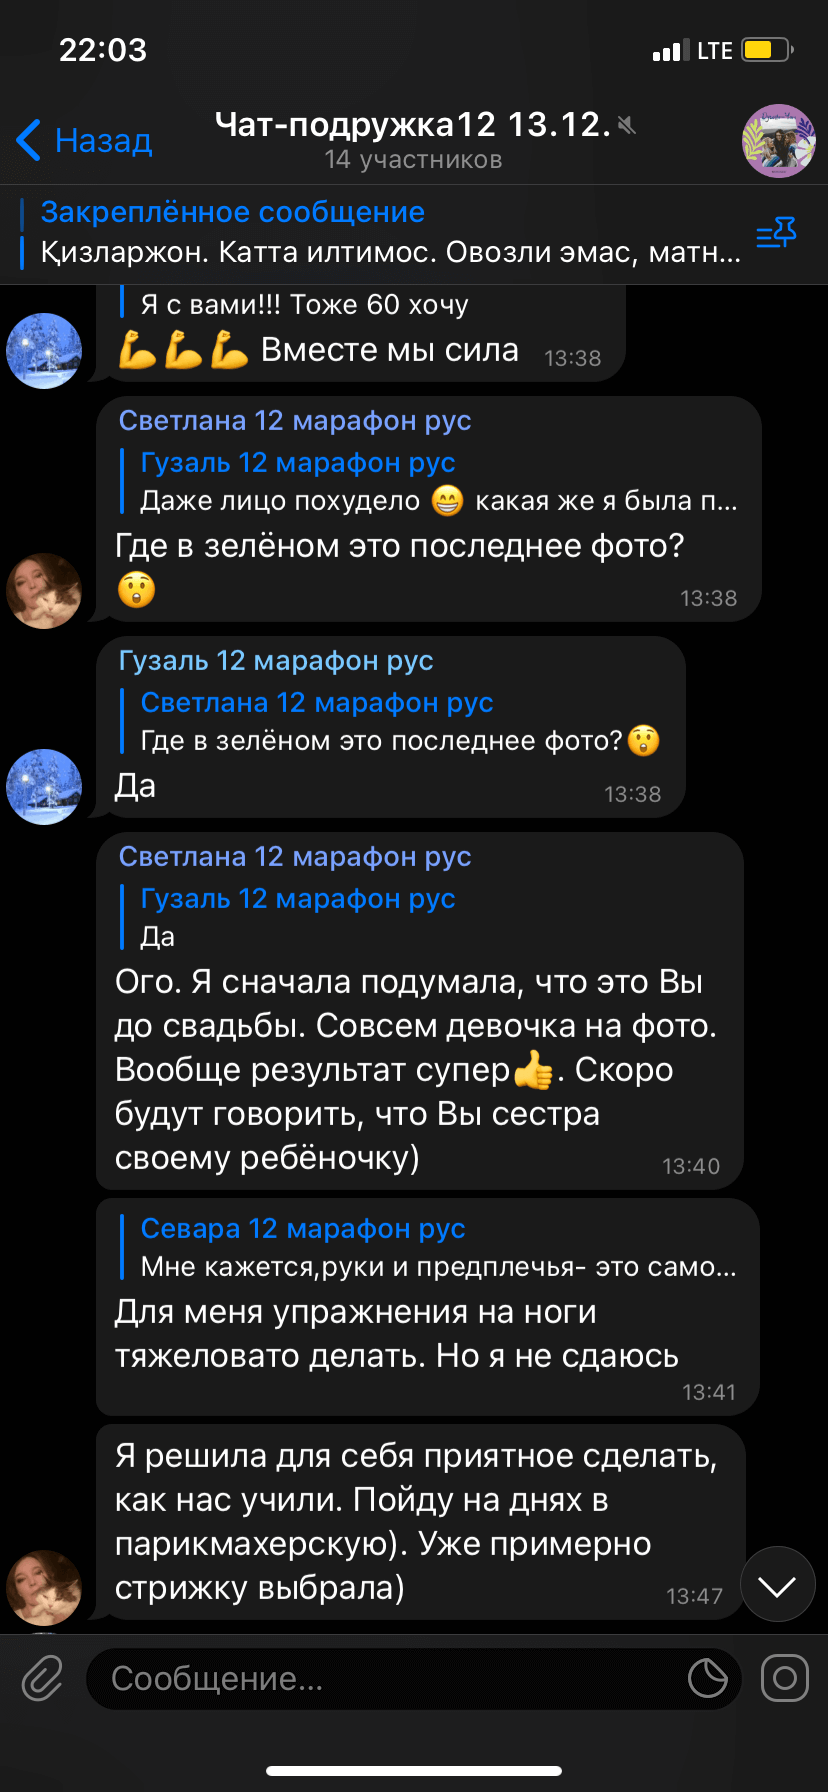 22:03
LTE
Назад
Чат-подружка12 13.12.
14 участников
Закреплённое сообщение
Қизларжон. Катта илтимос. Овозли эмас, матн...
Я с вами!!! Тоже 60 хочу
💪💪💪 Вместе мы сила 13:38
Светлана 12 марафон рус
Гузаль 12 марафон рус
Даже лицо похудело 😁 какая же я была п...
Где в зелёном это последнее фото?
😲 13:38
Гузаль 12 марафон рус
Светлана 12 марафон рус
Где в зелёном это последнее фото?😲
Да 13:38
Светлана 12 марафон рус
Гузаль 12 марафон рус
Да
Ого. Я сначала подумала, что это Вы
до свадьбы. Совсем девочка на фото.
Вообще результат супер👍. Скоро
будут говорить, что Вы сестра
своему ребёночку) 13:40
Севара 12 марафон рус
Мне кажется,руки и предплечья- это само...
Для меня упражнения на ноги
тяжеловато делать. Но я не сдаюсь
13:41
Я решила для себя приятное сделать,
как нас учили. Пойду на днях в
парикмахерскую). Уже примерно
стрижку выбрала) 13:47
Сообщение...